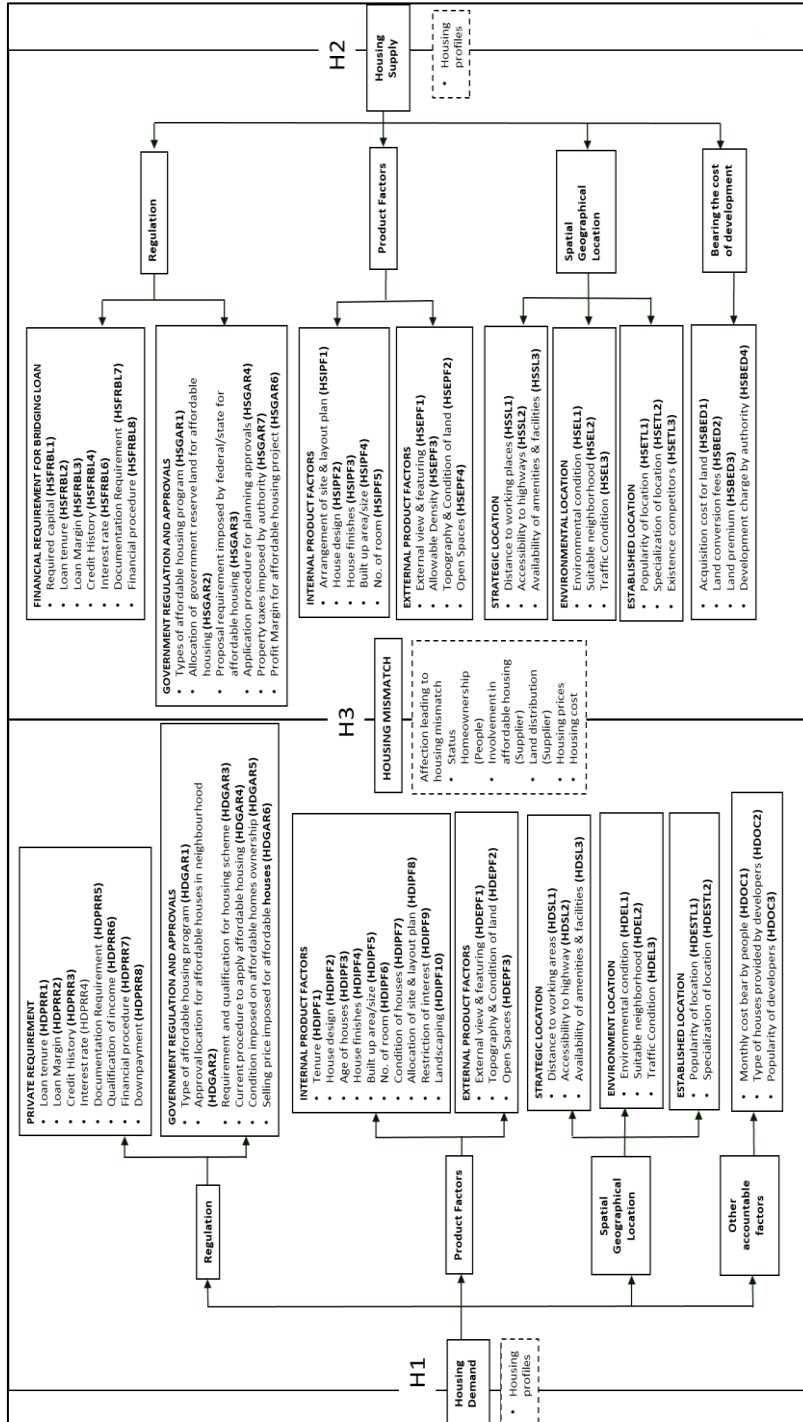 H1
Housing
Demand
• Housing
profiles
Regulation
Product Factors
Spatial
Geographical
Location
Other
accountable
factors
PRIVATE REQUIREMENT
• Loan tenure (HDPRR1)
• Loan Margin (HDPRR2)
• Credit History (HDPRR3)
• Interest rate (HDPRR4)
• Documentation Requirement (HDPRR5)
• Qualification of income (HDPRR6)
• Financial procedure (HDPRR7)
• Downpayment (HDPRR8)
GOVERNMENT REGULATION AND APPROVALS
• Type of affordable housing program (HDGAR1)
• Approval location for affordable houses in neighbourhood
(HDGAR2)
• Requirement and qualification for housing scheme (HDGAR3)
• Current procedure to apply affordable housing (HDGAR4)
• Condition imposed on affordable homes ownership (HDGAR5)
• Selling price imposed for affordable houses (HDGAR6)
INTERNAL PRODUCT FACTORS
• Tenure (HDIPF1)
• House design (HDIPF2)
• Age of houses (HDIPF3)
• House finishes (HDIPF4)
• Built up area/size (HDIPF5)
• No. of room (HDIPF6)
• Condition of houses (HDIPF7)
• Allocation of site & layout plan (HDIPF8)
• Restriction of interest (HDIPF9)
• Landscaping (HDIPF10)
EXTERNAL PRODUCT FACTORS
• External view & featuring (HDEPF1)
• Topography & Condition of land (HDEPF2)
• Open Spaces (HDEPF3)
STRATEGIC LOCATION
• Distance to working areas (HDSL1)
• Accessibility to highway (HDSL2)
• Availability of amenities & facilities (HDSL3)
ENVIRONMENT LOCATION
• Environmental condition (HDEL1)
• Suitable neighborhood (HDEL2)
• Traffic Condition (HDEL3)
ESTABLISHED LOCATION
• Popularity of location (HDESTL1)
• Specialization of location (HDESTL2)
• Monthly cost bear by people (HDOC1)
• Type of houses provided by developers (HDOC2)
• Popularity of developers (HDOC3)
H3
HOUSING MISMATCH
Affection leading to
housing mismatch
• Status
Homeownership
(People)
• Involvement in
affordable housing
(Supplier)
• Land distribution
(Supplier)
• Housing prices
• Housing cost
FINANCIAL REQUIREMENT FOR BRIDGING LOAN
• Required capital (HSFRBL1)
• Loan tenure (HSFRBL2)
• Loan Margin (HSFRBL3)
• Credit History (HSFRBL4)
• Interest rate (HSFRBL6)
• Documentation Requirement (HSFRBL7)
• Financial procedure (HSFRBL8)
GOVERNMENT REGULATION AND APPROVALS
• Types of affordable housing program (HSGAR1)
• Allocation of government reserve land for affordable
housing (HSGAR2)
• Proposal requirement imposed by federal/state for
affordable housing (HSGAR3)
• Application procedure for planning approvals (HSGAR4)
• Property taxes imposed by authority (HSGAR7)
• Profit Margin for affordable housing project (HSGAR6)
INTERNAL PRODUCT FACTORS
• Arrangement of site & layout plan (HSIPF1)
• House design (HSIPF2)
• House finishes (HSIPF3)
• Built up area/size (HSIPF4)
• No. of room (HSIPF5)
EXTTERNAL PRODUCT FACTORS
• External view & featuring (HSEPF1)
• Allowable Density (HSEPF3)
• Topography & Condition of land (HSEPF2)
• Open Spaces (HSEPF4)
STRATEGIC LOCATION
• Distance to working places (HSSL1)
• Accessibility to highways (HSSL2)
• Availability of amenities & facilities (HSSL3)
ENVIRONMENTAL LOCATION
• Environmental condition (HSEL1)
• Suitable neighborhood (HSEL2)
• Traffic Condition (HSEL3)
ESTABLISHED LOCATION
• Popularity of location (HSETL1)
• Specialization of location (HSETL2)
• Existence competitors (HSETL3)
• Acquisition cost for land (HSBED1)
• Land conversion fees (HSBED2)
• Land premium (HSBED3)
• Development charge by authority (HSBED4)
Regulation
Product Factors
Spatial
Geographical
Location
Bearing the cost
of development
H2
Housing
Supply
• Housing
profiles